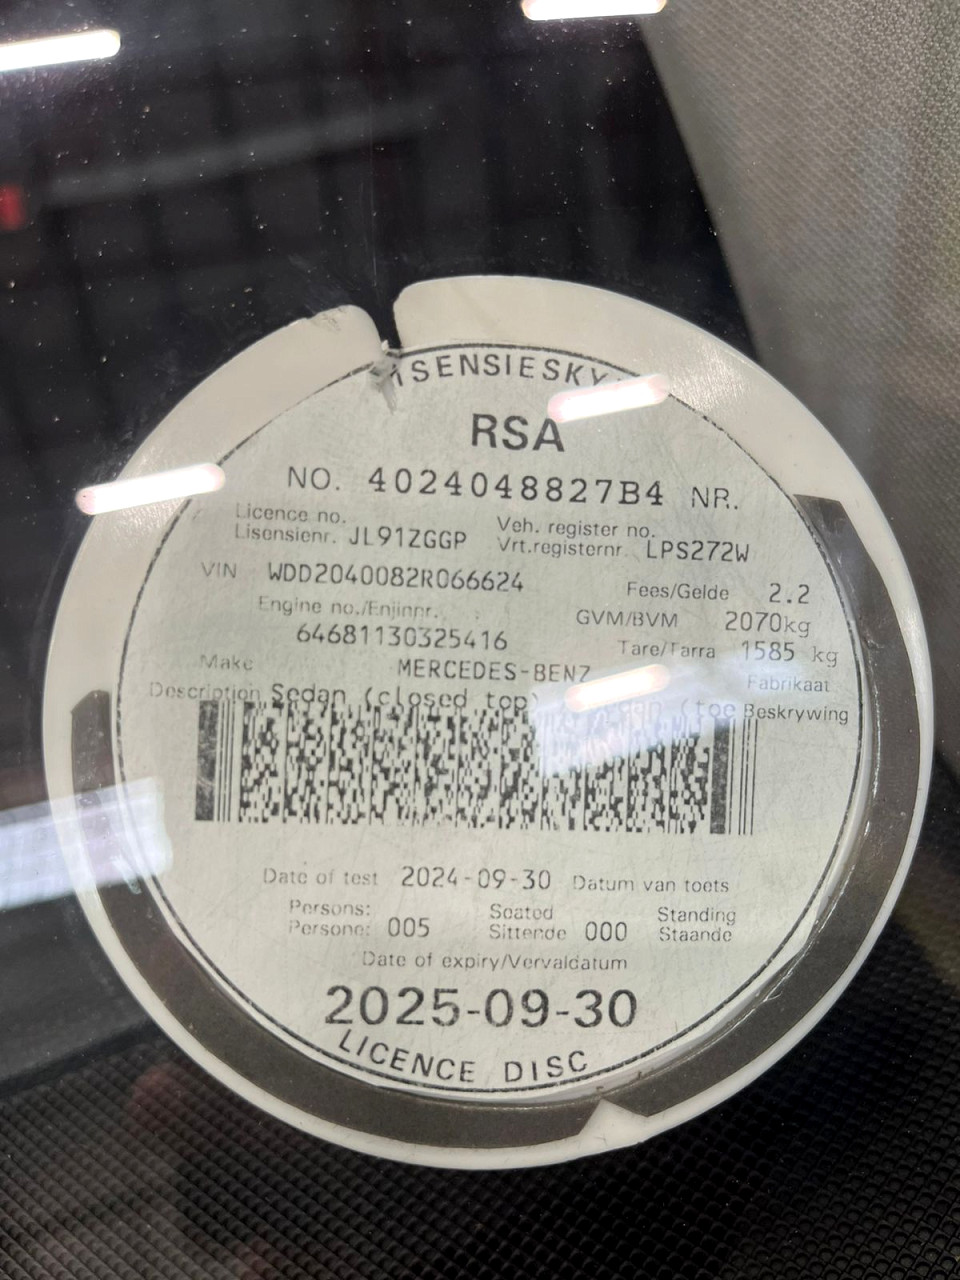 ISENSIESKY
RSA
NO. 4024048827B4 NR.
Licence no.
Lisensienr. JL91ZGGP
Veh. register no.
Vrt.registernr. LPS272W
VIN WDD2040082R066624
Fees/Gelde 2.2
Engine no./Enjinnr.
64681130325416
GVM/BVM 2070kg
Tare/Tarra 1585 kg
Make MERCEDES-BENZ Fabrikaat
Description Sedan (closed top) (toe Beskrywing
Date of test 2024-09-30 Datum van toets
Persons:
Persone: 005
Seated
Sittende 000
Standing
Staande
Date of expiry/Vervaldatum
2025-09-30
LICENCE DISC